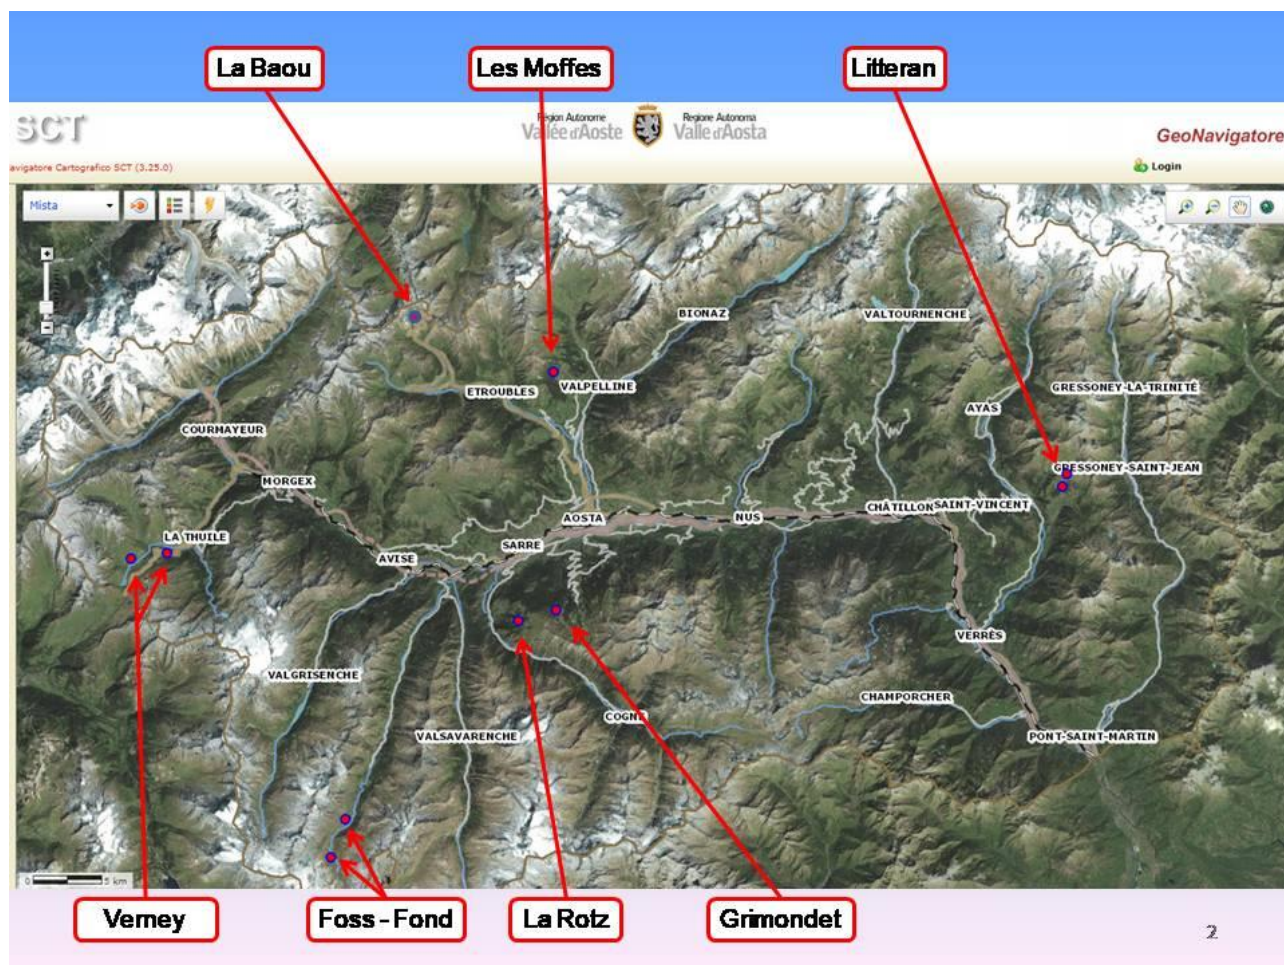 La Baou
Les Moffes
Litteran
SCT
Région Autonome
Vallée d'Aoste
Regione Autonoma
Valle d'Aosta
GeoNavigatore
avigatore Cartografico SCT (3.25.0)
Login
Mista
BIONAZ
VALTOURNENCHE
ETROUBLES
VALPELLINE
GRESSONEY-LA-TRINITÉ
AYAS
COURMAYEUR
GRESSONEY-SAINT-JEAN
MORGEX
CHÂTILLON
SAINT-VINCENT
AOSTA
NUS
LA THUILE
SARRE
AVISE
VERRÈS
VALGRISENCHE
CHAMPORCHER
COGNE
VALSAVARENCHE
PONT-SAINT-MARTIN
0 5 km
Verney
Foss - Fond
La Rotz
Grimondet
2